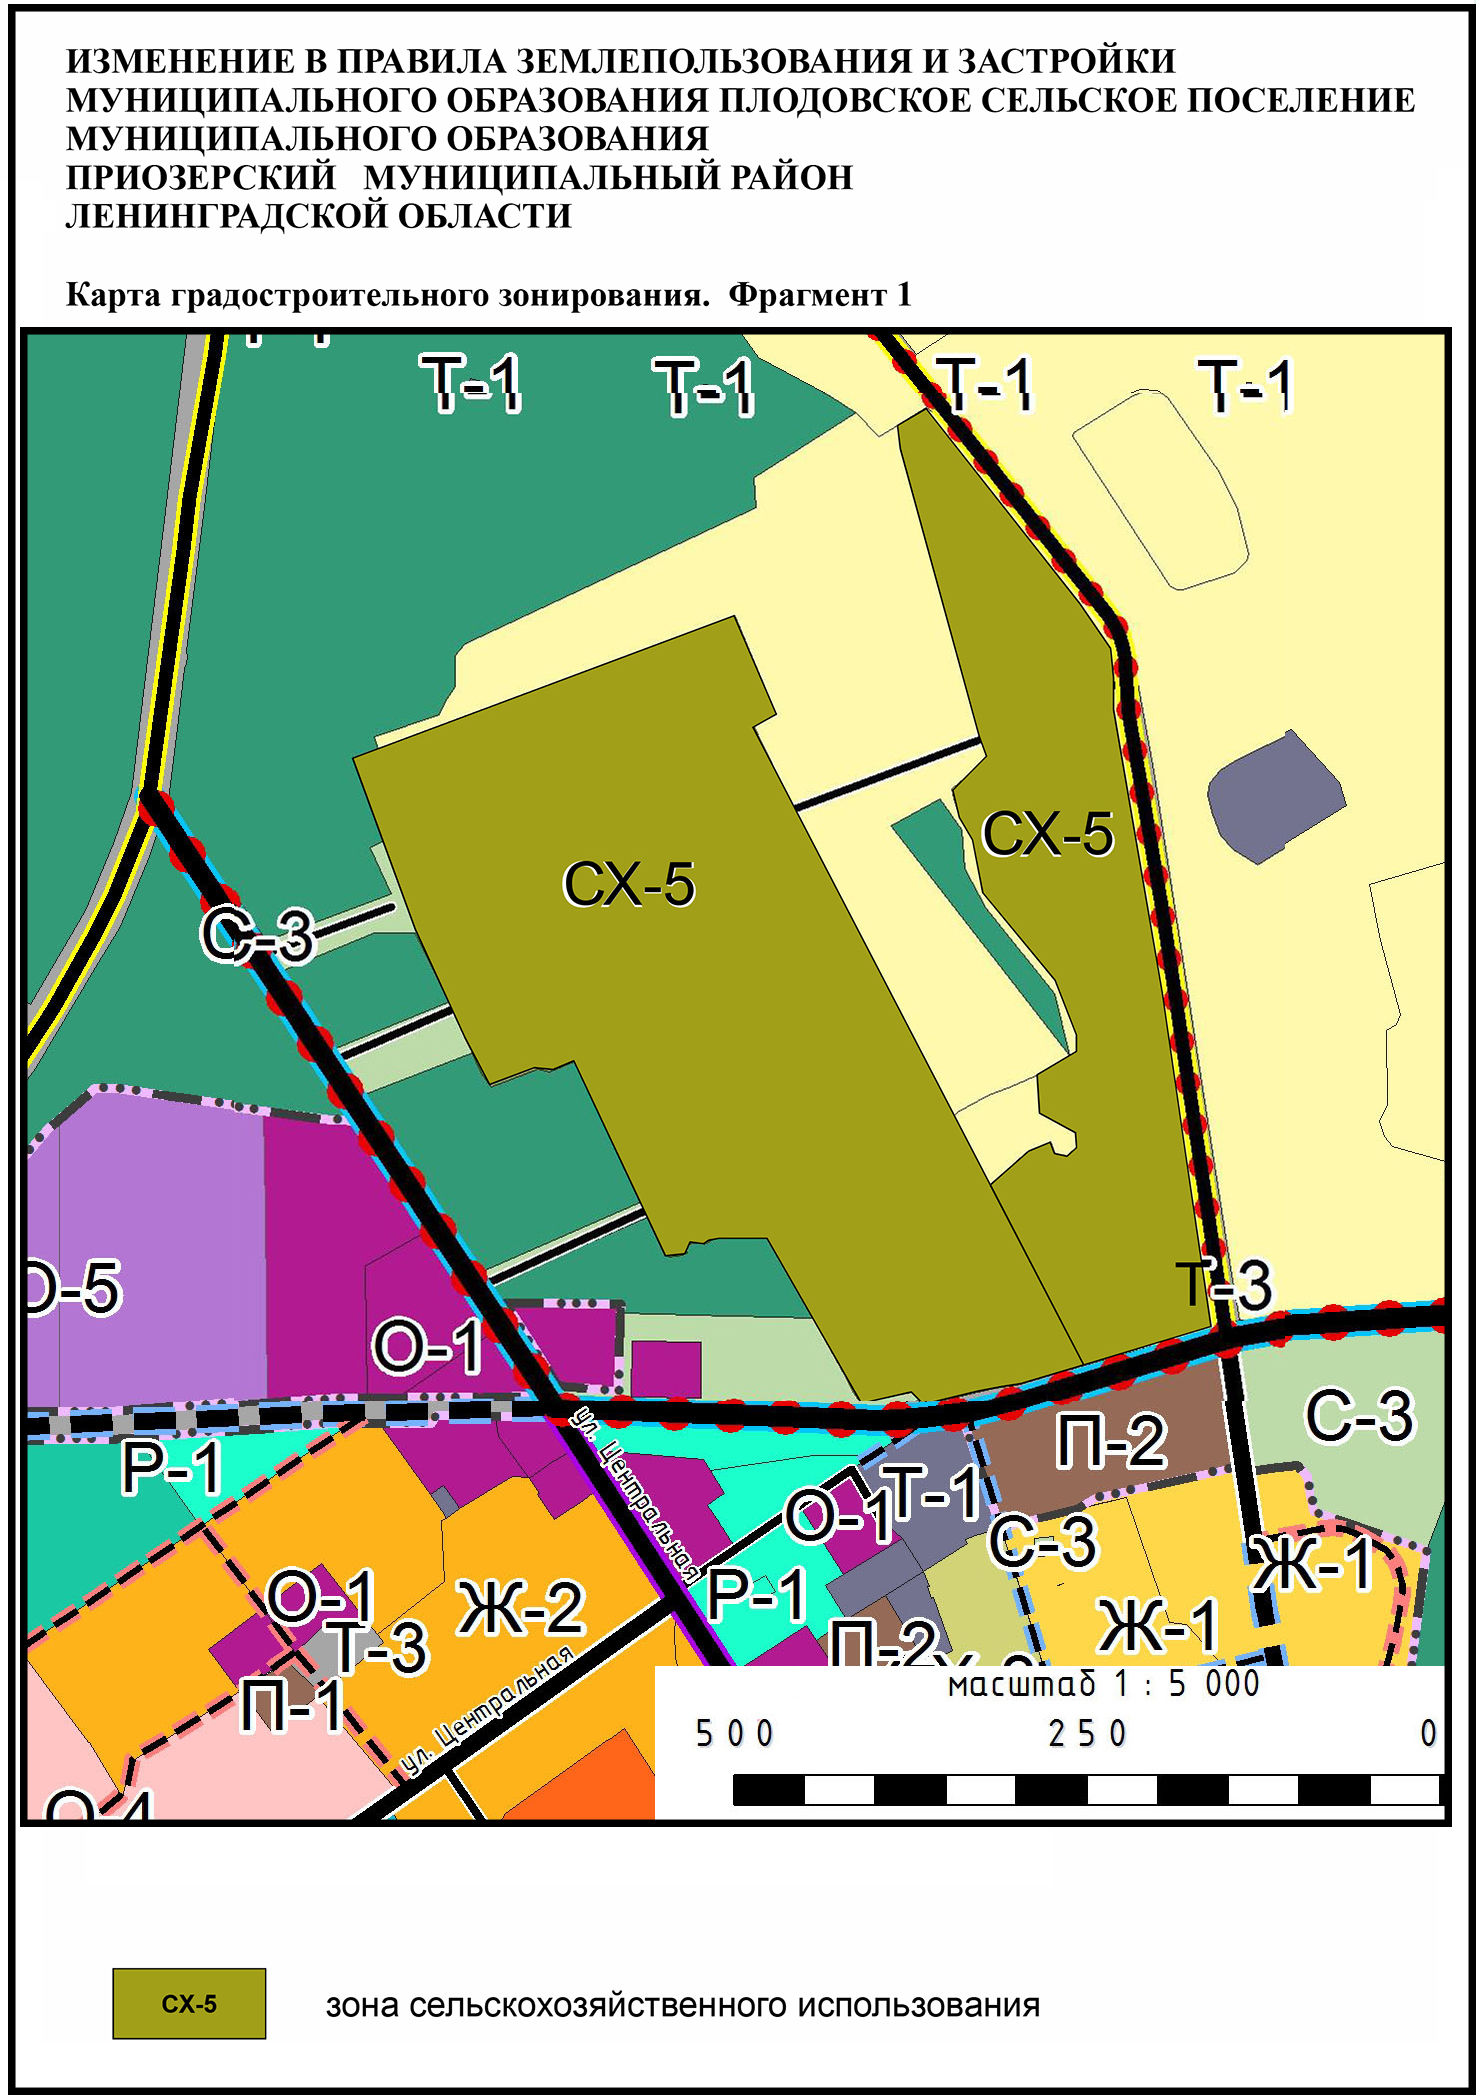 ИЗМЕНЕНИЕ В ПРАВИЛА ЗЕМЛЕПОЛЬЗОВАНИЯ И ЗАСТРОЙКИ
МУНИЦИПАЛЬНОГО ОБРАЗОВАНИЯ ПЛОДОВСКОЕ СЕЛЬСКОЕ ПОСЕЛЕНИЕ
МУНИЦИПАЛЬНОГО ОБРАЗОВАНИЯ
ПРИОЗЕРСКИЙ МУНИЦИПАЛЬНЫЙ РАЙОН
ЛЕНИНГРАДСКОЙ ОБЛАСТИ
Карта градостроительного зонирования. Фрагмент 1
Т-1
Т-1
Т-1
Т-1
СХ-5
СХ-5
С-3
О-5
Т-3
О-1
С-3
П-2
Р-1
ул. Центральная
Т-1
О-1
С-3
Ж-1
О-1
Ж-2
Р-1
Ж-1
Т-3
П-2
П-1
ул. Центральная
О-4
масштаб 1 : 5 000
500
250
0
СХ-5
зона сельскохозяйственного использования